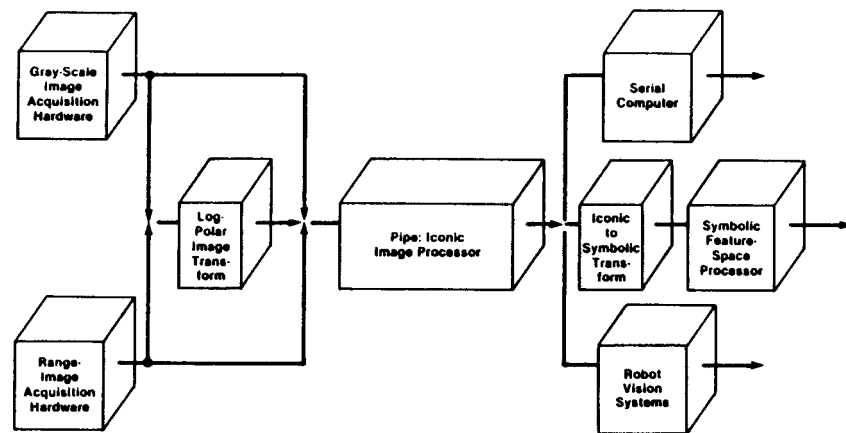 Gray-Scale
Image
Acquisition
Hardware
Range-
Image
Acquisition
Hardware
Log-
Polar Image
Trans-
form
Pipe: Iconic
Image Processor
Serial
Computer
Iconic
to
Symbolic
Trans-
form
Symbolic
Feature-
Space
Processor
Robot
Vision
Systems